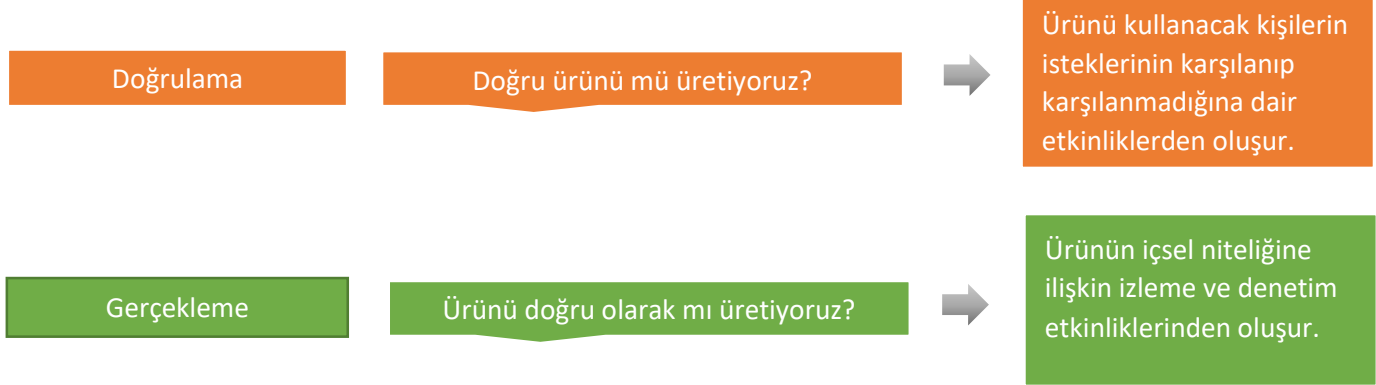 Doğrulama
Doğru ürünü mü üretiyoruz?
Ürünü kullanacak kişilerin
isteklerinin karşılanıp
karşılanmadığına dair
etkinliklerden oluşur.
Gerçekleme
Ürünü doğru olarak mı üretiyoruz?
Ürünün içsel niteliğine
ilişkin izleme ve denetim
etkinliklerinden oluşur.